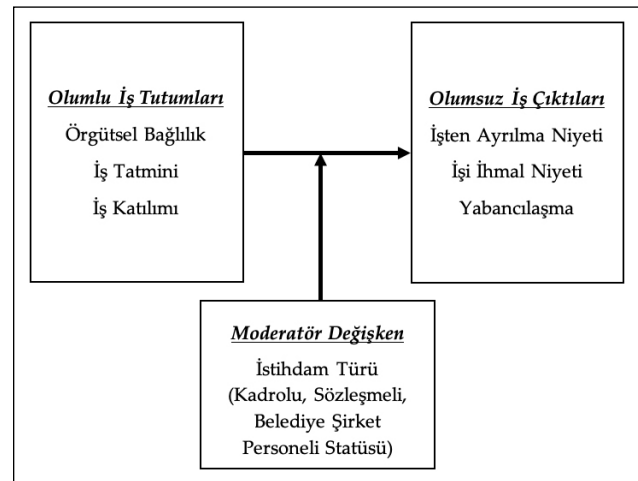 Olumlu İş Tutumları
Örgütsel Bağlılık
İş Tatmini
İş Katılımı
Olumsuz İş Çıktıları
İşten Ayrılma Niyeti
İşi İhmal Niyeti
Yabancılaşma
Moderatör Değişken
İstihdam Türü
(Kadrolu, Sözleşmeli,
Belediye Şirket
Personeli Statüsü)